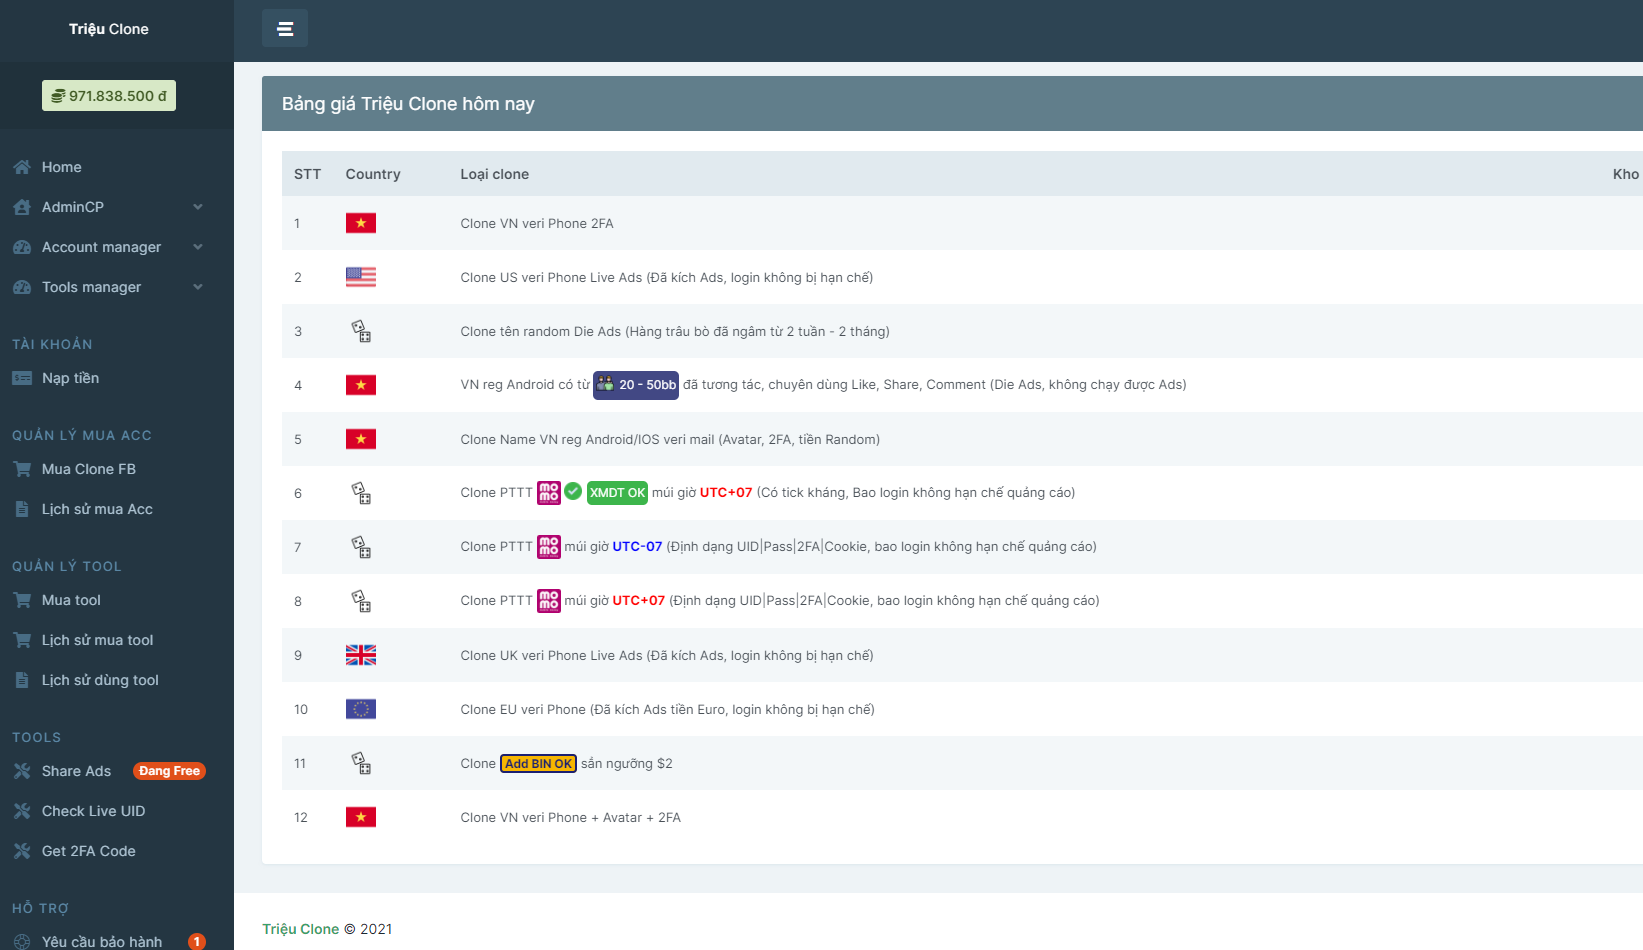 Triệu Clone
971.838.500 đ
Home
AdminCP
Account manager
Tools manager
TÀI KHOẢN
Nạp tiền
QUẢN LÝ MUA ACC
Mua Clone FB
Lịch sử mua Acc
QUẢN LÝ TOOL
Mua tool
Lịch sử mua tool
Lịch sử dùng tool
TOOLS
Share Ads Đang Free
Check Live UID
Get 2FA Code
HỖ TRỢ
Yêu cầu bảo hành 1
Bảng giá Triệu Clone hôm nay
STT Country Loại clone Kho
1 Clone VN veri Phone 2FA
2 Clone US veri Phone Live Ads (Đã kích Ads, login không bị hạn chế)
3 Clone tên random Die Ads (Hàng trâu bò đã ngâm từ 2 tuần - 2 tháng)
4 VN reg Android có từ 20 - 50bb đã tương tác, chuyên dùng Like, Share, Comment (Die Ads, không chạy được Ads)
5 Clone Name VN reg Android/IOS veri mail (Avatar, 2FA, tiền Random)
6 Clone PTTT MOMO XMDT OK múi giờ UTC+07 (Có tick kháng, Bao login không hạn chế quảng cáo)
7 Clone PTTT MOMO múi giờ UTC-07 (Định dạng UID|Pass|2FA|Cookie, bao login không hạn chế quảng cáo)
8 Clone PTTT MOMO múi giờ UTC+07 (Định dạng UID|Pass|2FA|Cookie, bao login không hạn chế quảng cáo)
9 Clone UK veri Phone Live Ads (Đã kích Ads, login không bị hạn chế)
10 Clone EU veri Phone (Đã kích Ads tiền Euro, login không bị hạn chế)
11 Clone Add BIN OK sẳn ngưỡng $2
12 Clone VN veri Phone + Avatar + 2FA
Triệu Clone © 2021